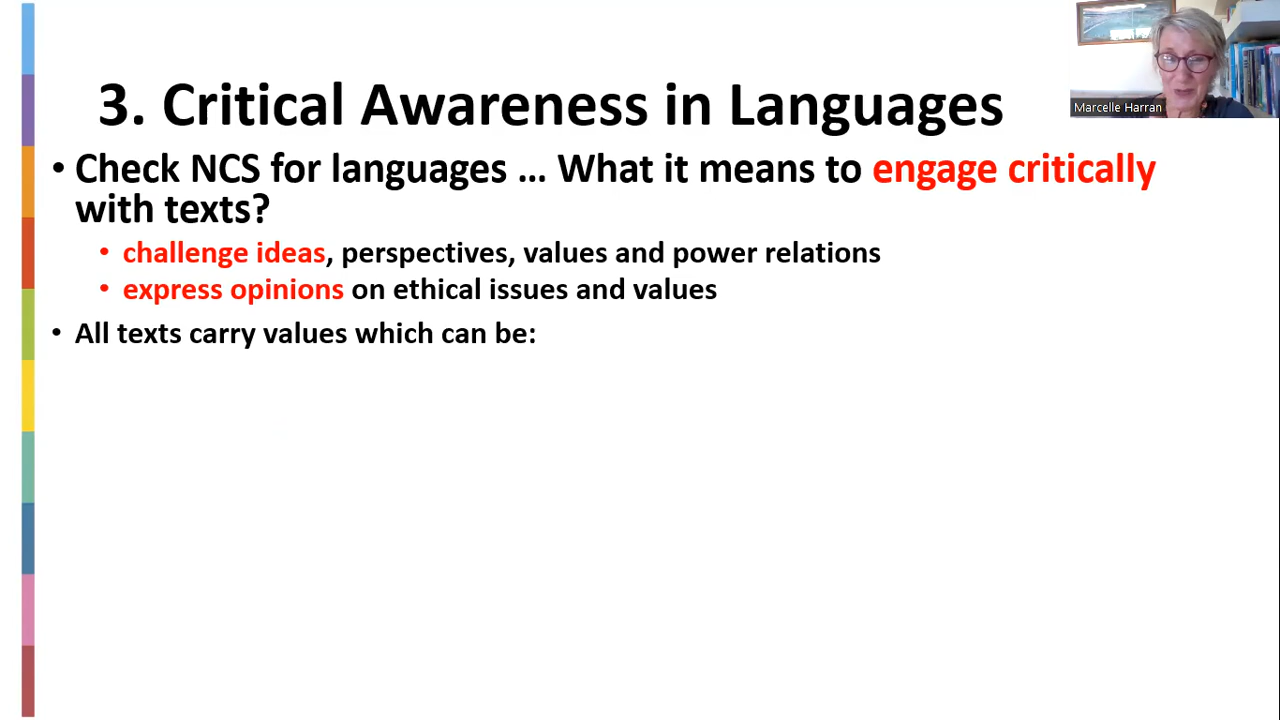 3. Critical Awareness in Languages
Marcelle Harran
• Check NCS for languages ... What it means to engage critically
with texts?
• challenge ideas, perspectives, values and power relations
• express opinions on ethical issues and values
• All texts carry values which can be: